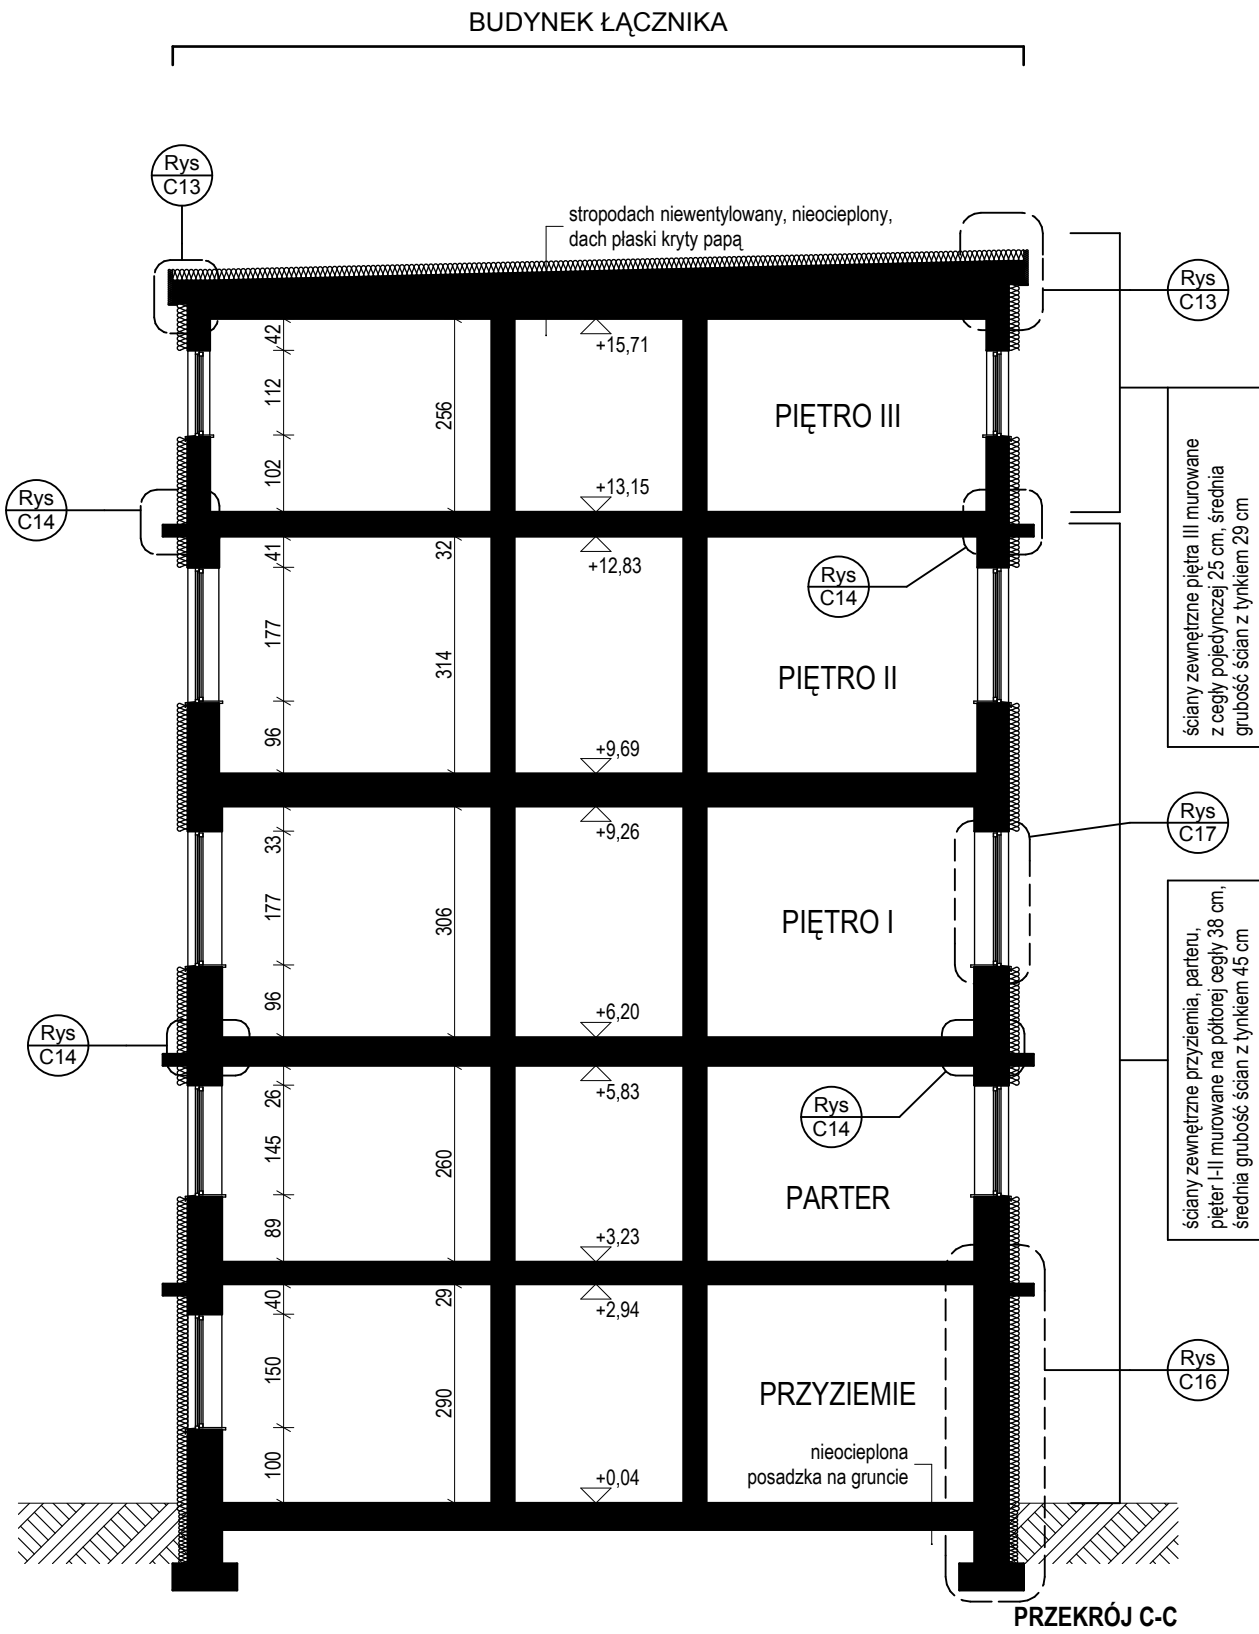 BUDYNEK ŁĄCZNIKA
Rys
C13
stropodach niewentylowany, nieocieplony,
dach płaski kryty papą
Rys
C13
42
+15,71
112
256
PIĘTRO III
102
+13,15
Rys
C14
41
32
+12,83
Rys
C14
ściany zewnętrzne piętra III murowane
z cegły pojedynczej 25 cm, średnia
grubość ścian z tynkiem 29 cm
177
314
PIĘTRO II
96
+9,69
33
+9,26
Rys
C17
177
306
PIĘTRO I
96
+6,20
Rys
C14
26
+5,83
Rys
C14
ściany zewnętrzne przyziemia, parteru,
pięter I-II murowane na półtorej cegły 38 cm,
średnia grubość ścian z tynkiem 45 cm
145
260
PARTER
89
+3,23
40
29
+2,94
Rys
C16
150
290
PRZYZIEMIE
100
nieocieplona
posadzka na gruncie
+0,04
PRZEKRÓJ C-C